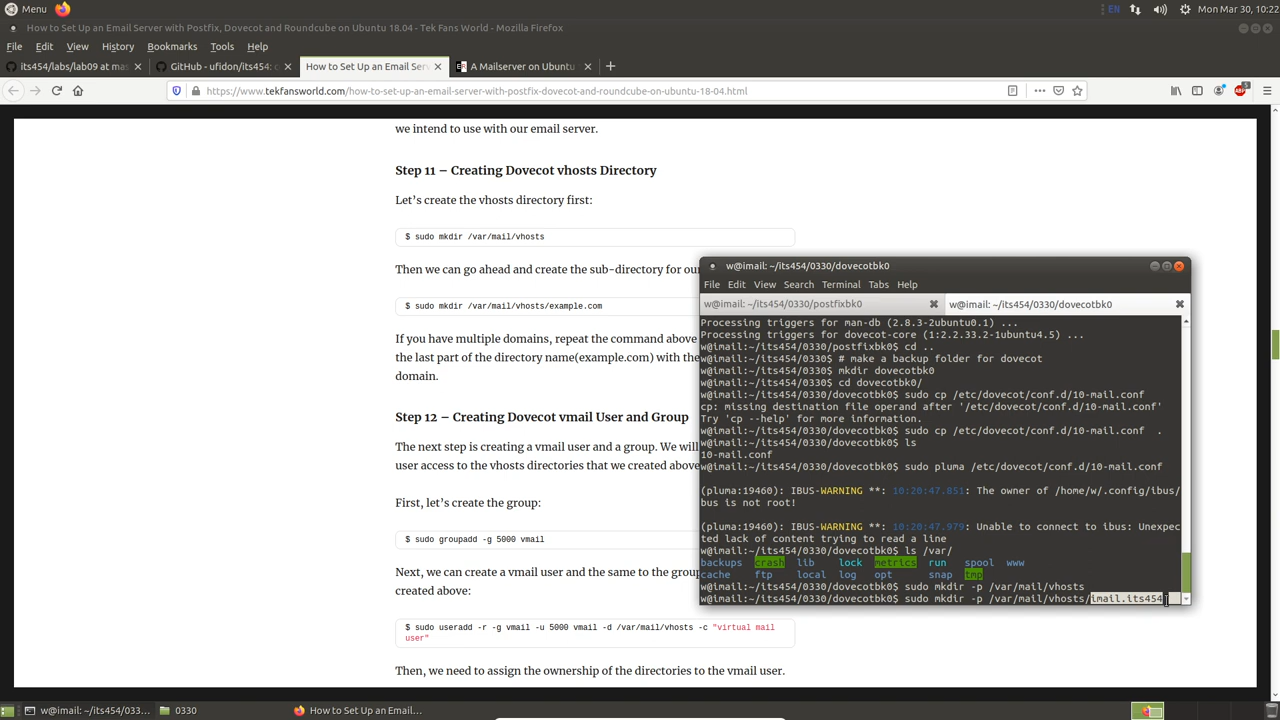 Menu
EN
Mon Mar 30, 10:22
How to Set Up an Email Server with Postfix, Dovecot and Roundcube on Ubuntu 18.04 - Tek Fans World - Mozilla Firefox
File Edit View History Bookmarks Tools Help
its454/labs/lab09 at mas
GitHub - ufidon/its454: c
How to Set Up an Email Serv
ER A Mailserver on Ubuntu
https://www.tekfansworld.com/how-to-set-up-an-email-server-with-postfix-dovecot-and-roundcube-on-ubuntu-18-04.html
we intend to use with our email server.
Step 11 – Creating Dovecot vhosts Directory
Let's create the vhosts directory first:
$ sudo mkdir /var/mail/vhosts
Then we can go ahead and create the sub-directory for our
$ sudo mkdir /var/mail/vhosts/example.com
If you have multiple domains, repeat the command above
the last part of the directory name(example.com) with the
domain.
Step 12 – Creating Dovecot vmail User and Group
The next step is creating a vmail user and a group. We will
user access to the vhosts directories that we created above
First, let's create the group:
$ sudo groupadd -g 5000 vmail
Next, we can create a vmail user and the same to the group
created above:
$ sudo useradd -r -g vmail -u 5000 vmail -d /var/mail/vhosts -c "virtual mail
user"
Then, we need to assign the ownership of the directories to the vmail user.
w@imail: ~/its454/0330/dovecotbk0
File Edit View Search Terminal Tabs Help
w@imail: ~/its454/0330/postfixbk0
w@imail: ~/its454/0330/dovecotbk0
Processing triggers for man-db (2.8.3-2ubuntu0.1) ...
Processing triggers for dovecot-core (1:2.2.33.2-1ubuntu4.5) ...
w@imail:~/its454/0330/postfixbk0$ cd ..
w@imail:~/its454/0330$ # make a backup folder for dovecot
w@imail:~/its454/0330$ mkdir dovecotbk0
w@imail:~/its454/0330$ cd dovecotbk0/
w@imail:~/its454/0330/dovecotbk0$ sudo cp /etc/dovecot/conf.d/10-mail.conf
cp: missing destination file operand after '/etc/dovecot/conf.d/10-mail.conf'
Try 'cp --help' for more information.
w@imail:~/its454/0330/dovecotbk0$ sudo cp /etc/dovecot/conf.d/10-mail.conf .
w@imail:~/its454/0330/dovecotbk0$ ls
10-mail.conf
w@imail:~/its454/0330/dovecotbk0$ sudo pluma /etc/dovecot/conf.d/10-mail.conf
(pluma:19460): IBUS-WARNING **: 10:20:47.851: The owner of /home/w/.config/ibus/
bus is not root!
(pluma:19460): IBUS-WARNING **: 10:20:47.979: Unable to connect to ibus: Unexpec
ted lack of content trying to read a line
w@imail:~/its454/0330/dovecotbk0$ ls /var/
backups crash lib lock metrics run spool www
cache ftp local log opt snap tmp
w@imail:~/its454/0330/dovecotbk0$ sudo mkdir -p /var/mail/vhosts
w@imail:~/its454/0330/dovecotbk0$ sudo mkdir -p /var/mail/vhosts/imail.its454
w@imail: ~/its454/033...
0330
How to Set Up an Emai...